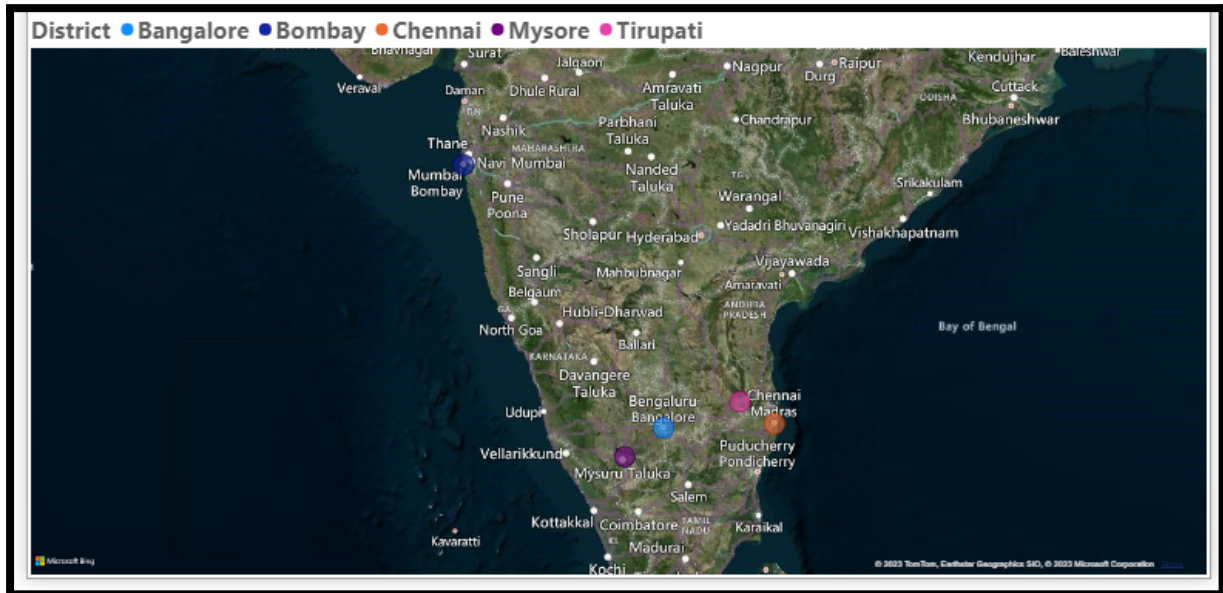 District Bangalore Bombay Chennai Mysore Tirupati
Bhavnagar
Surat
Jalgaon
Nagpur
Raipur
Durg
Kendujhar
Baleshwar
Veraval
Daman
Dhule Rural
Amravati
Taluka
Cuttack
ODISHA
Bhubaneshwar
Nashik
Parbhani
Taluka
Chandrapur
Thane
MAHARASHTRA
Navi Mumbai
Mumbai
Bombay
Nanded
Taluka
TG
Srikakulam
Pune
Poona
Warangal
Sholapur
Hyderabad
Yadadri Bhuvanagiri
Vishakhapatnam
Sangli
Mahbubnagar
Vijayawada
Amaravati
Belgaum
GA
Hubli-Dharwad
ANDHRA
PRADESH
North Goa
Ballari
Bay of Bengal
KARNATAKA
Davangere
Taluka
Bengaluru
Bangalore
Chennai
Madras
Udupi
Vellarikkund
Mysuru Taluka
Puducherry
Pondicherry
Salem
Kottakkal
Coimbatore
TAMIL
NADU
Karaikal
Kavaratti
KL
Madurai
Kochi
Microsoft Bing
© 2023 TomTom, Earthstar Geographics SIO, © 2023 Microsoft Corporation Terms